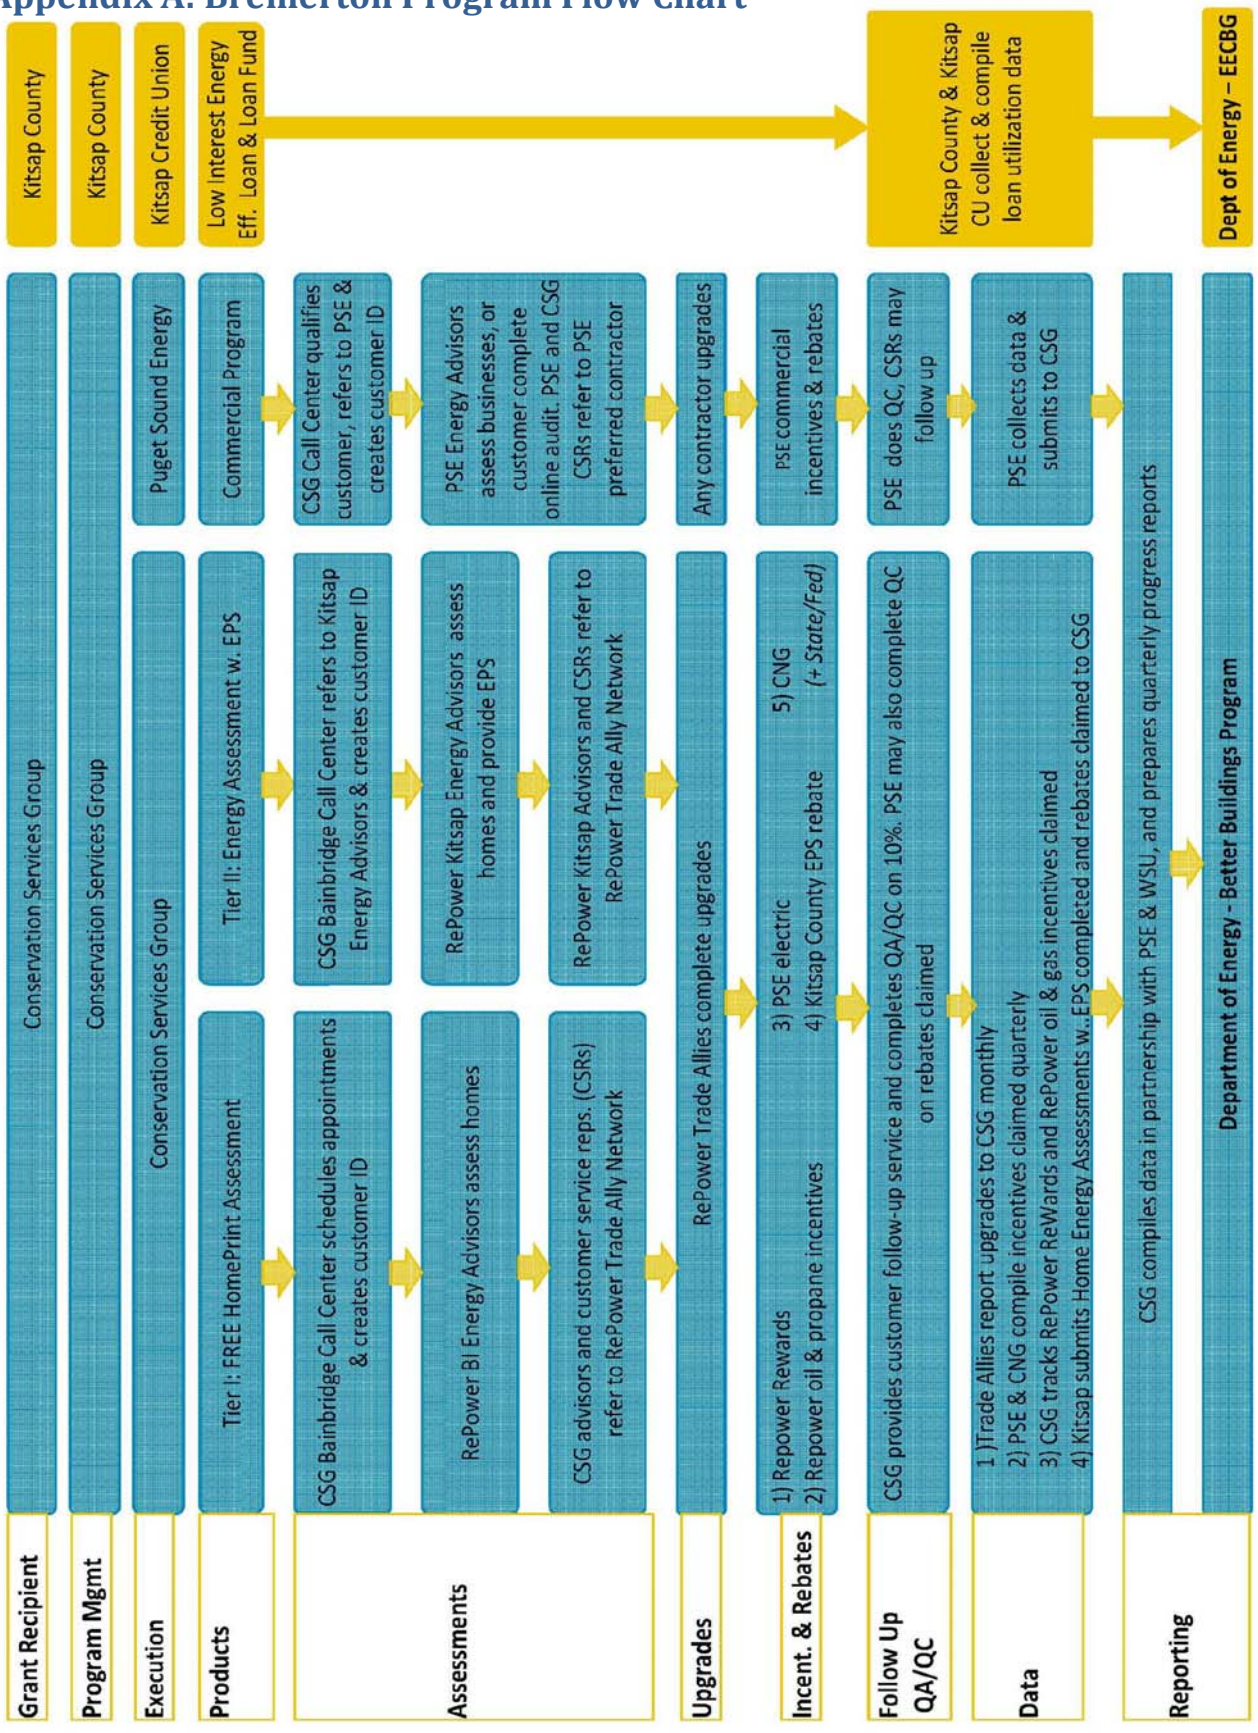 Appendix A: Bremerton Program Flow Chart
Grant Recipient
Conservation Services Group
Kitsap County
Program Mgmt
Conservation Services Group
Kitsap County
Execution
Conservation Services Group
Puget Sound Energy
Kitsap Credit Union
Products
Tier I: FREE HomePrint Assessment
Tier II: Energy Assessment w. EPS
Commercial Program
Low Interest Energy
Eff. Loan & Loan Fund
Assessments
CSG Bainbridge Call Center schedules appointments
& creates customer ID
CSG Bainbridge Call Center refers to Kitsap
Energy Advisors & creates customer ID
CSG Call Center qualifies
customer, refers to PSE &
creates customer ID
RePower BI Energy Advisors assess homes
RePower Kitsap Energy Advisors assess
homes and provide EPS
PSE Energy Advisors
assess businesses, or
customer complete
online audit. PSE and CSG
CSRs refer to PSE
preferred contractor
CSG advisors and customer service reps. (CSRs)
refer to RePower Trade Ally Network
RePower Kitsap Advisors and CSRs refer to
RePower Trade Ally Network
Upgrades
RePower Trade Allies complete upgrades
Any contractor upgrades
Incent. & Rebates
1) Repower Rewards
2) Repower oil & propane incentives
3) PSE electric
4) Kitsap County EPS rebate
5) CNG
(+ State/Fed)
PSE commercial
incentives & rebates
Follow Up
QA/QC
CSG provides customer follow-up service and completes QA/QC on 10%. PSE may also complete QC
on rebates claimed
PSE does QC, CSRs may
follow up
Kitsap County & Kitsap
CU collect & compile
loan utilization data
Data
1 )Trade Allies report upgrades to CSG monthly
2) PSE & CNG compile incentives claimed quarterly
3) CSG tracks RePower ReWards and RePower oil & gas incentives claimed
4) Kitsap submits Home Energy Assessments w..EPS completed and rebates claimed to CSG
PSE collects data &
submits to CSG
Reporting
CSG compiles data in partnership with PSE & WSU, and prepares quarterly progress reports
Department of Energy - Better Buildings Program
Dept of Energy – EECBG